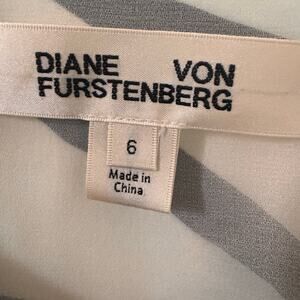 DIANE VON
FURSTENBERG
6
Made in
China